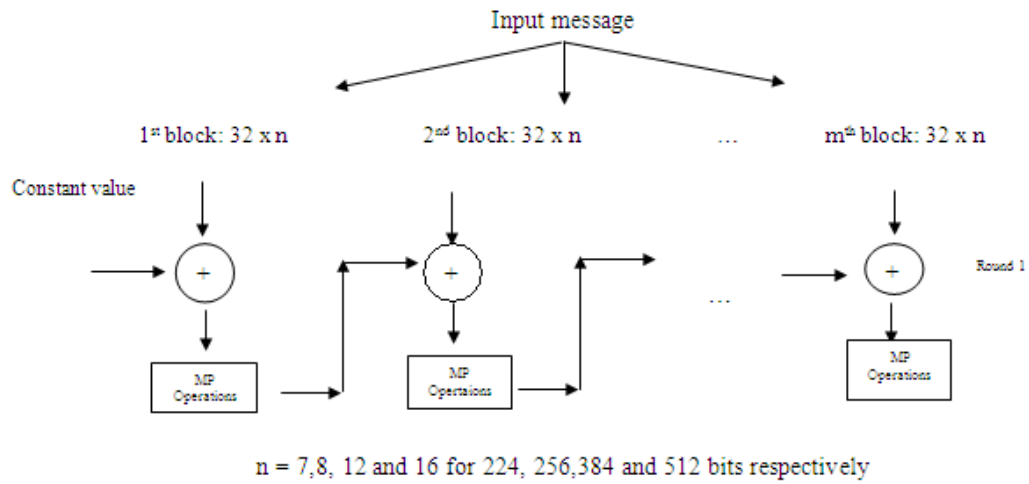 Input message
1st block: 32 x n
2nd block: 32 x n
...
mth block: 32 x n
Constant value
+
+
+
Round 1
...
MP
Operations
MP
Opertaions
MP
Operations
n = 7,8, 12 and 16 for 224, 256,384 and 512 bits respectively